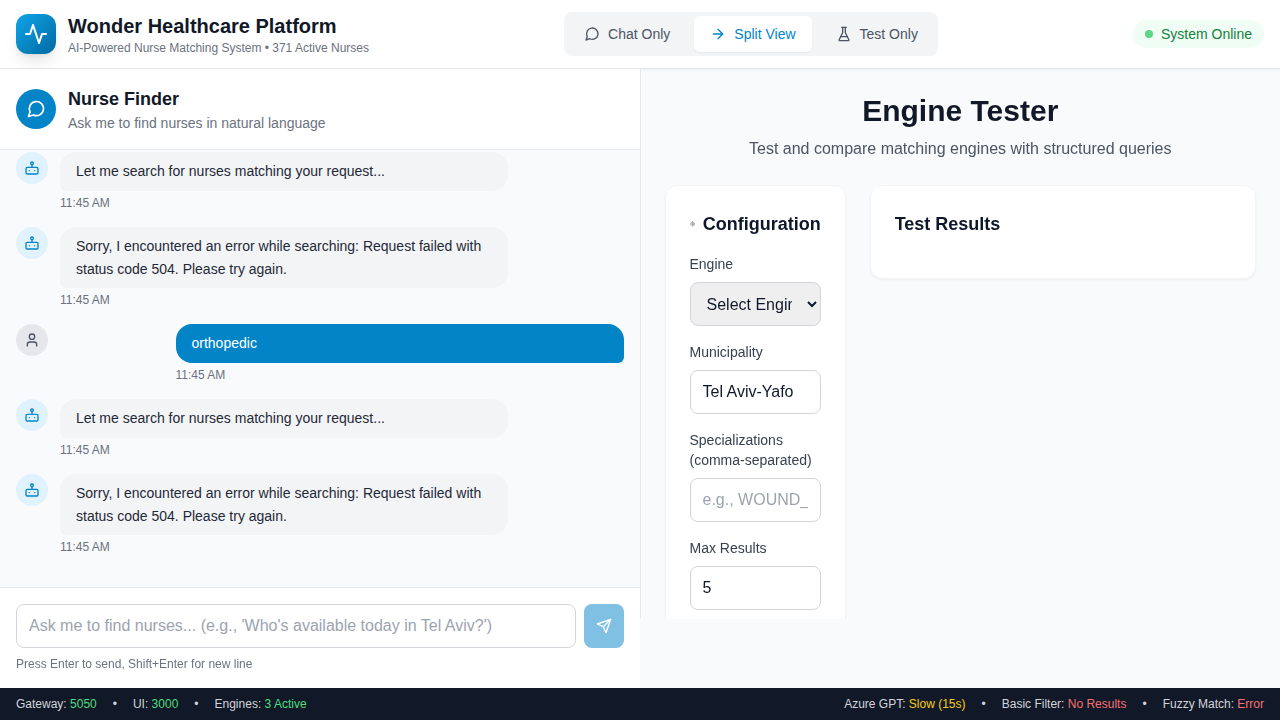 Wonder Healthcare Platform
AI-Powered Nurse Matching System • 371 Active Nurses
Chat Only
Split View
Test Only
System Online
Nurse Finder
Ask me to find nurses in natural language
Let me search for nurses matching your request...
11:45 AM
Sorry, I encountered an error while searching: Request failed with
status code 504. Please try again.
11:45 AM
orthopedic
11:45 AM
Let me search for nurses matching your request...
11:45 AM
Sorry, I encountered an error while searching: Request failed with
status code 504. Please try again.
11:45 AM
Ask me to find nurses... (e.g., 'Who's available today in Tel Aviv?')
Press Enter to send, Shift+Enter for new line
Engine Tester
Test and compare matching engines with structured queries
Configuration
Engine
Select Engir
Municipality
Tel Aviv-Yafo
Specializations
(comma-separated)
e.g., WOUND_
Max Results
5
Test Results
Gateway: 5050 • UI: 3000 • Engines: 3 Active
Azure GPT: Slow (15s) • Basic Filter: No Results • Fuzzy Match: Error